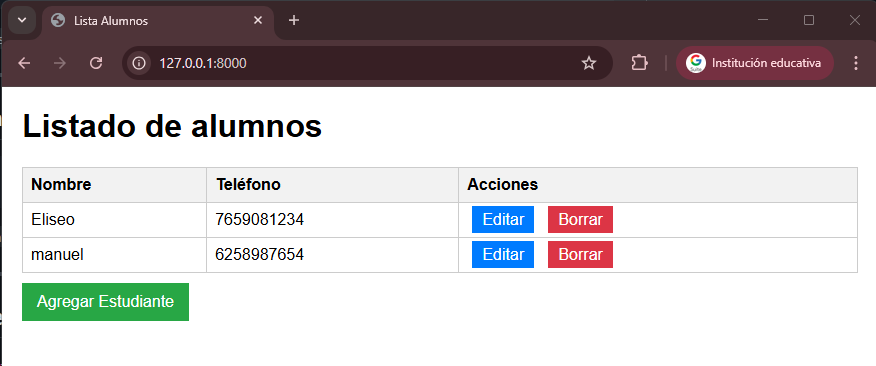 Lista Alumnos
127.0.0.1:8000
Institución educativa
Listado de alumnos
Nombre Teléfono Acciones
Eliseo 7659081234 Editar Borrar
manuel 6258987654 Editar Borrar
Agregar Estudiante